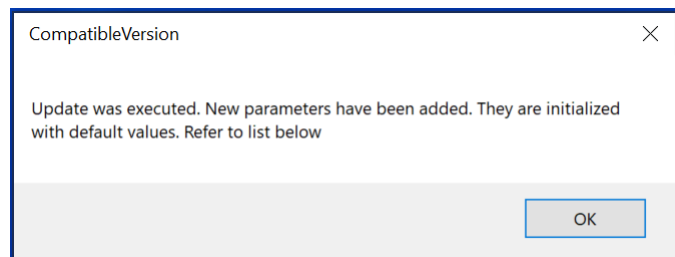 CompatibleVersion
Update was executed. New parameters have been added. They are initialized
with default values. Refer to list below
OK